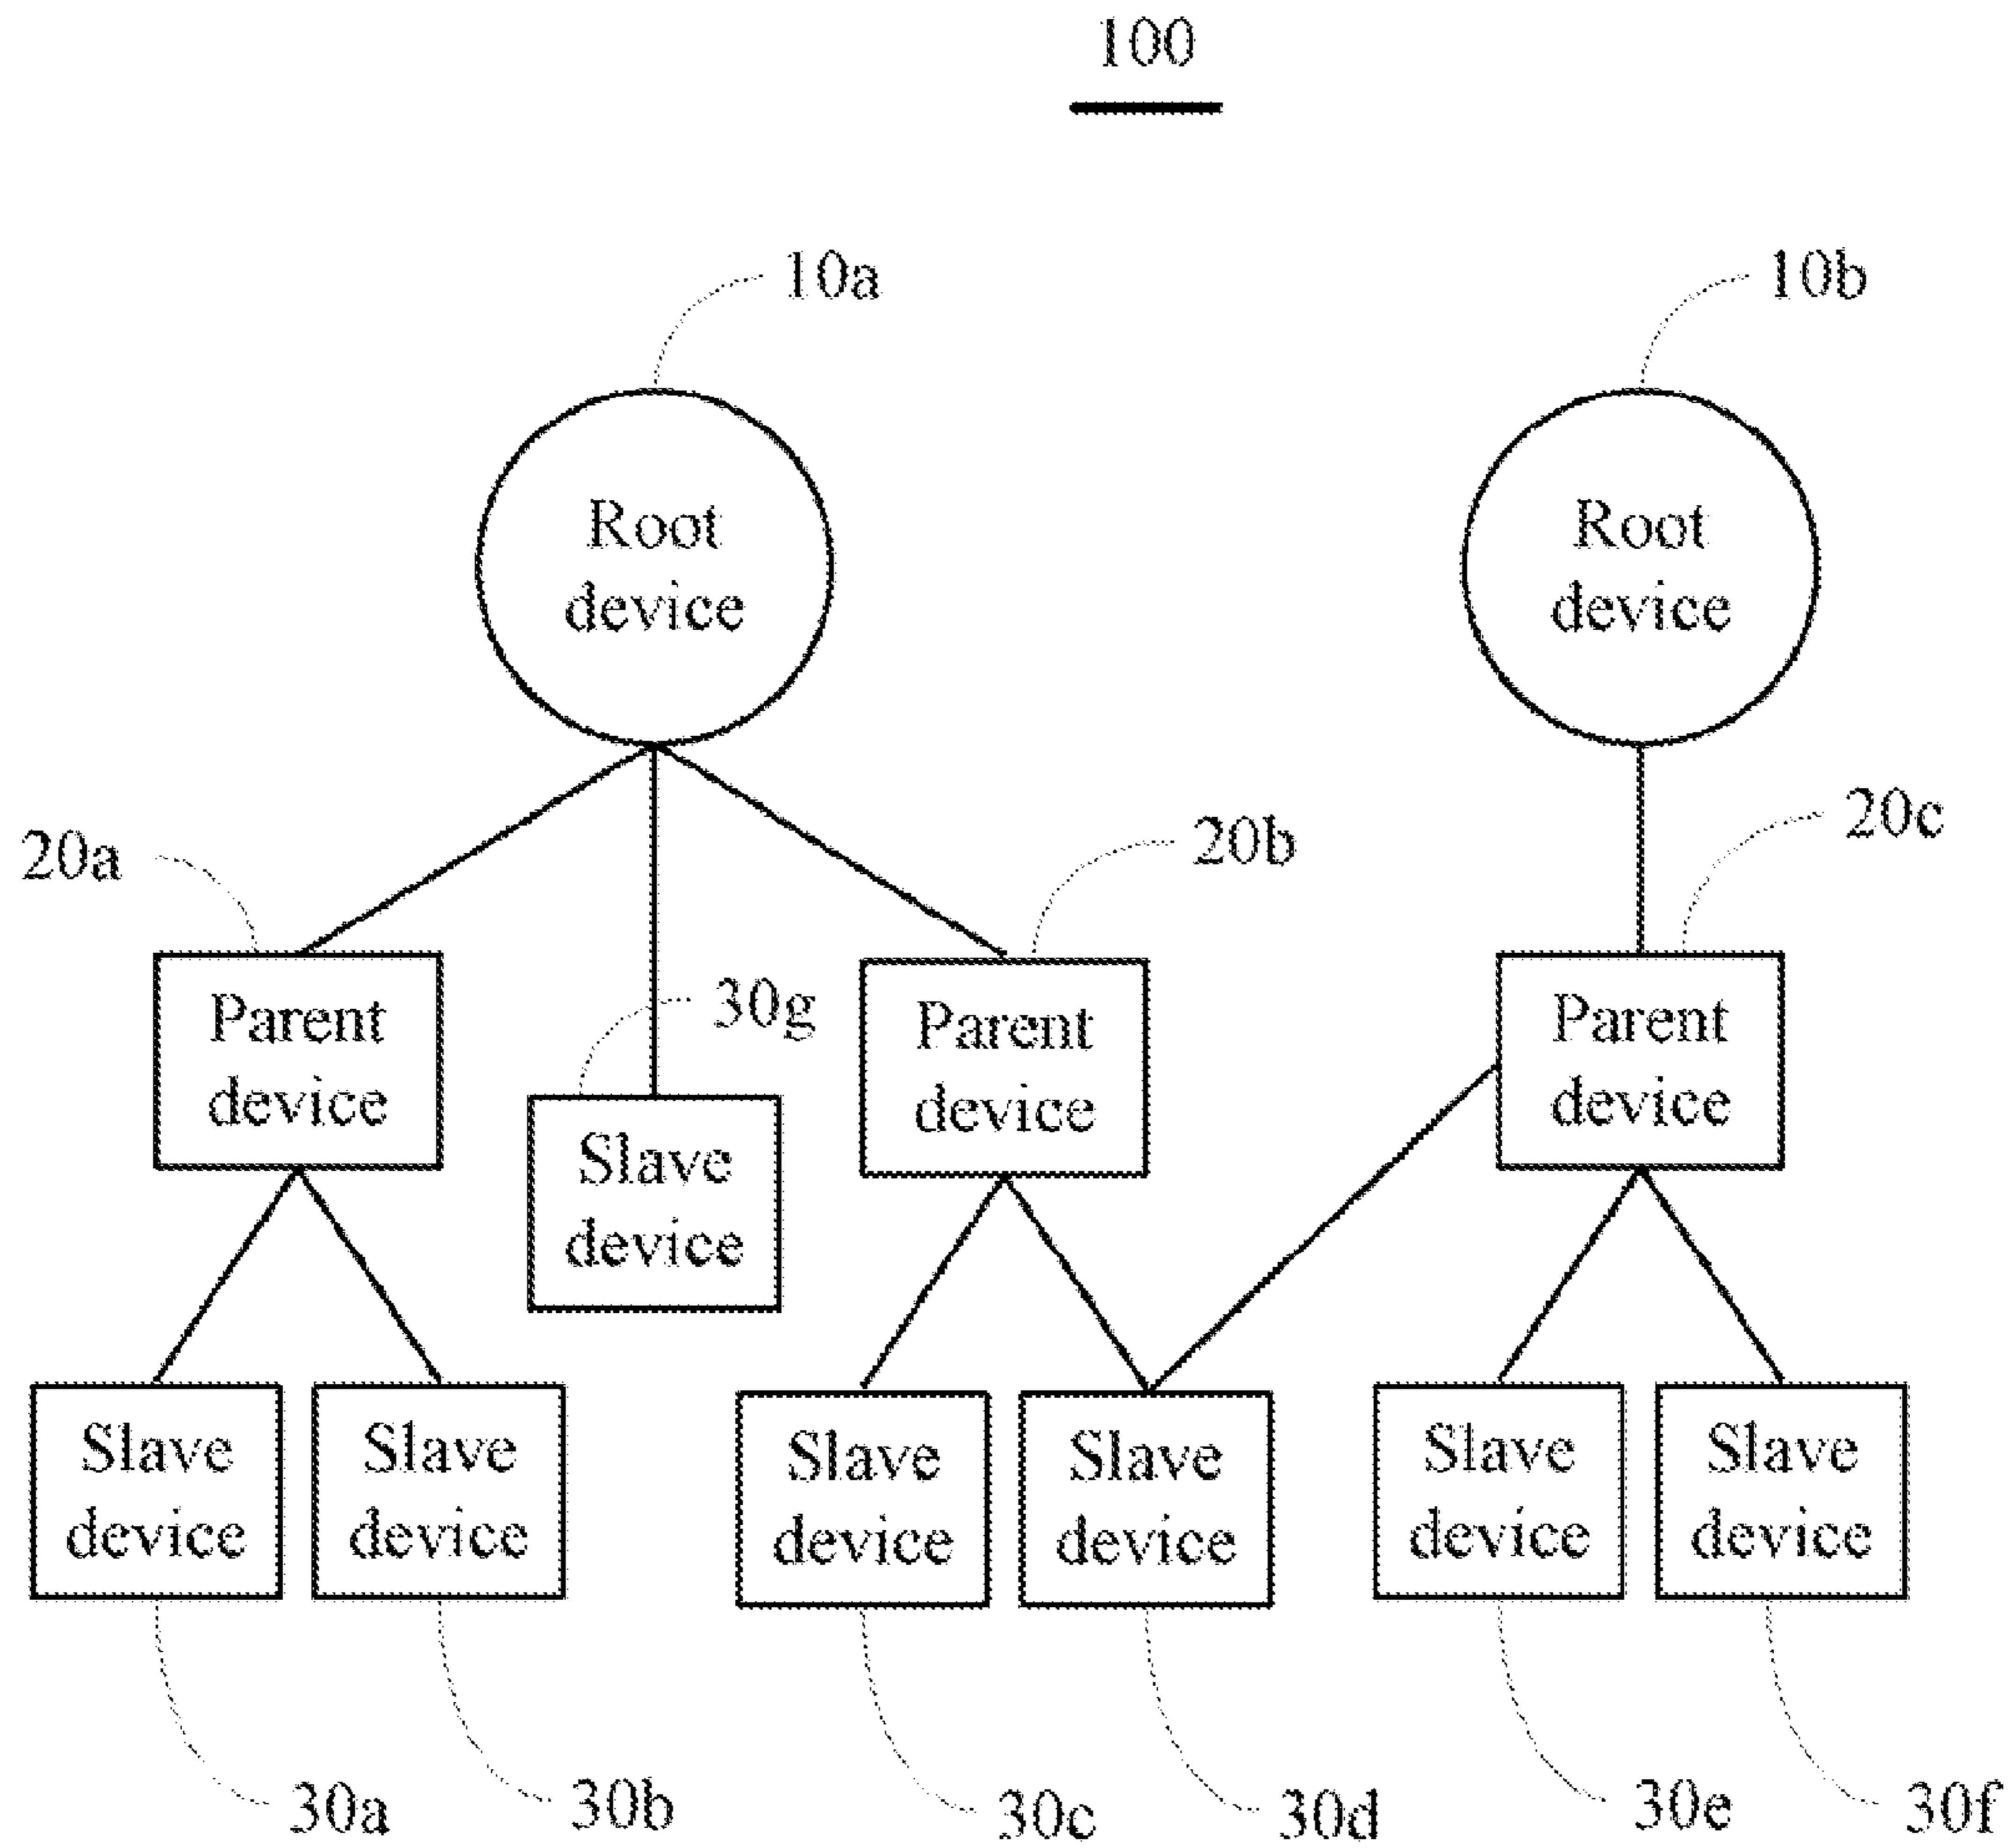 100
10a
10b
Root
device
Root
device
20a
20b
20c
Parent
device
30g
Parent
device
Parent
device
Slave
device
Slave
device
Slave
device
Slave
device
Slave
device
Slave
device
Slave
device
30a
30b
30c
30d
30e
30f